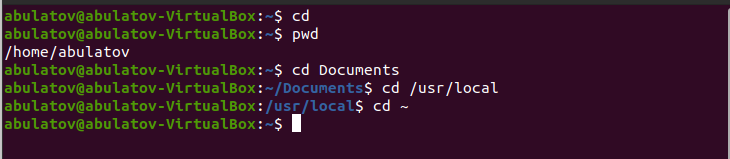 abulatov@abulatov-VirtualBox:~$ cd
abulatov@abulatov-VirtualBox:~$ pwd
/home/abulatov
abulatov@abulatov-VirtualBox:~$ cd Documents
abulatov@abulatov-VirtualBox:~/Documents$ cd /usr/local
abulatov@abulatov-VirtualBox:/usr/local$ cd ~
abulatov@abulatov-VirtualBox:~$